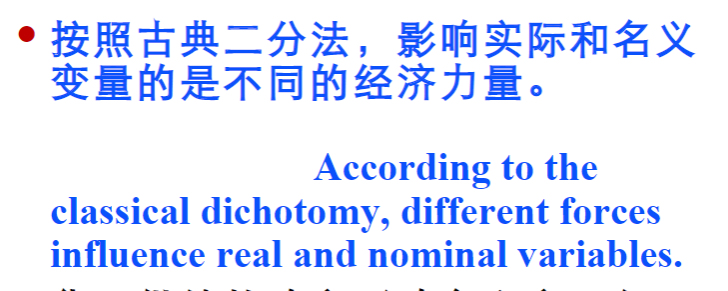 按照古典二分法，影响实际和名义
变量的是不同的经济力量。
According to the
classical dichotomy, different forces
influence real and nominal variables.